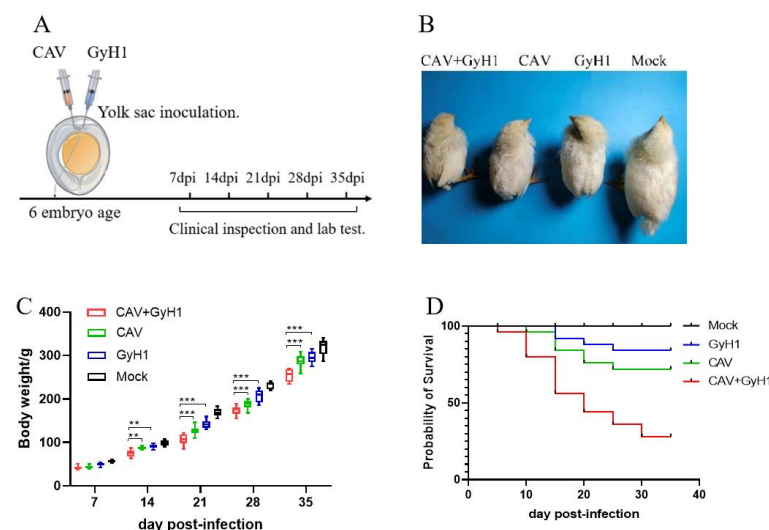 A
CAV GyH1
Yolk sac inoculation.
7dpi 14dpi 21dpi 28dpi 35dpi
6 embryo age
Clinical inspection and lab test.
B
CAV+GyH1 CAV GyH1 Mock
C
400
300
200
100
0
Body weight/g
CAV+GyH1
CAV
GyH1
Mock
**
**
***
***
***
***
***
***
7 14 21 28 35
day post-infection
D
100
50
0
Probability of Survival
Mock
GyH1
CAV
CAV+GyH1
0 10 20 30 40
day post-infection